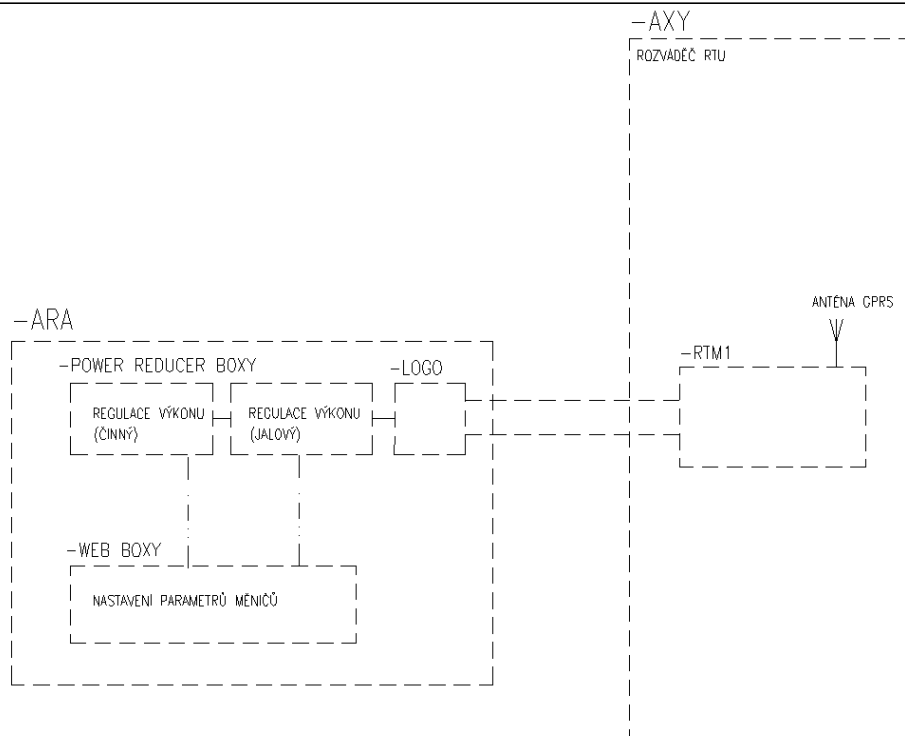 -AXY
ROZVADĚČ RTU
ANTÉNA GPRS
-ARA
-RTM1
-POWER REDUCER BOXY
-LOGO
REGULACE VÝKONU
(ČINNÝ)
REGULACE VÝKONU
(JALOVÝ)
-WEB BOXY
NASTAVENÍ PARAMETRŮ MĚNIČŮ